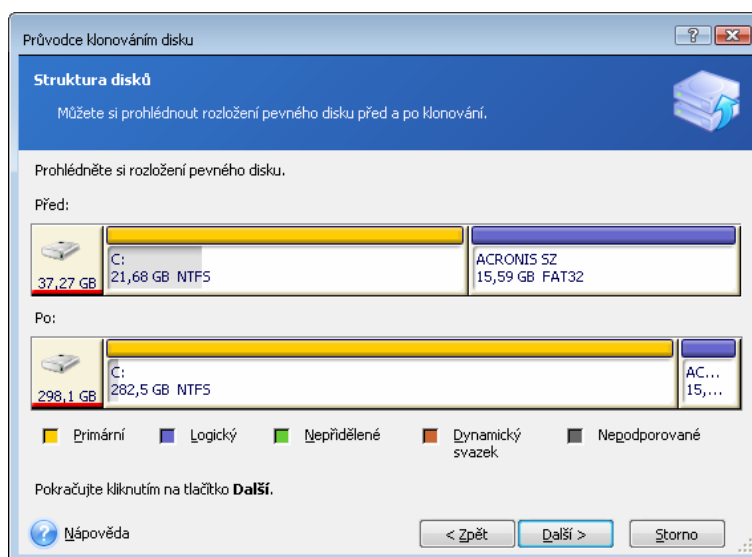 Průvodce klonováním disku
Struktura disků
Můžete si prohlédnout rozložení pevného disku před a po klonování.
Prohlédněte si rozložení pevného disku.
Před:
37,27 GB
C:
21,68 GB NTFS
ACRONIS SZ
15,59 GB FAT32
Po:
298,1 GB
C:
282,5 GB NTFS
AC...
15,...
Primární
Logický
Nepřidělené
Dynamický
svazek
Nepodporované
Pokračujte kliknutím na tlačítko Další.
Nápověda
< Zpět
Další >
Storno